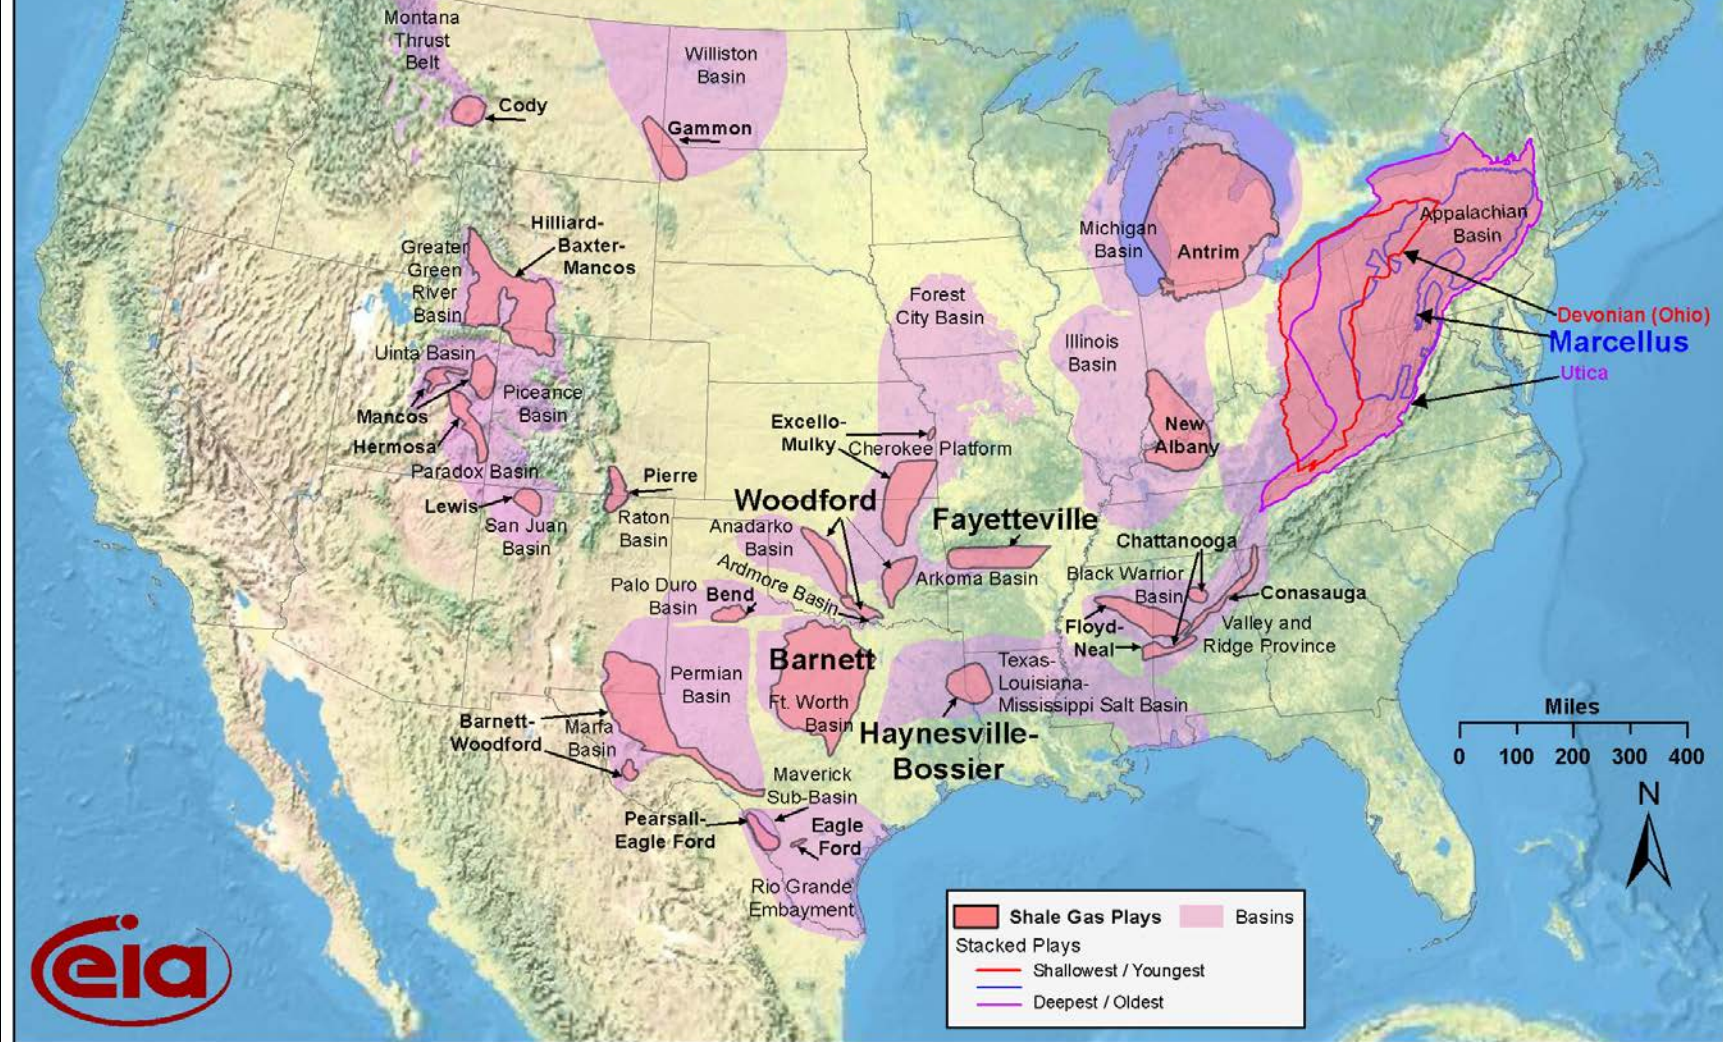 Montana
Thrust
Belt
Williston
Basin
Cody
Gammon
Hilliard-
Baxter-
Mancos
Greater
Green
River
Basin
Michigan
Basin
Antrim
Appalachian
Basin
Forest
City Basin
Devonian (Ohio)
Marcellus
Utica
Illinois
Basin
Uinta Basin
Piceance
Basin
Mancos
Hermosa
Paradox Basin
Excello-
Mulky
Cherokee Platform
New
Albany
Pierre
Lewis
San Juan
Basin
Raton
Basin
Woodford
Anadarko
Basin
Fayetteville
Chattanooga
Arkoma Basin
Ardmore Basin
Palo Duro
Basin
Bend
Black Warrior
Basin
Conasauga
Floyd-
Neal
Valley and
Ridge Province
Barnett
Ft. Worth
Basin
Permian
Basin
Texas-
Louisiana-
Mississippi Salt Basin
Barnett-
Woodford
Marfa
Basin
Haynesville-
Bossier
Miles
0 100 200 300 400
Maverick
Sub-Basin
N
Pearsall-
Eagle Ford
Eagle
Ford
Rio Grande
Embayment
Shale Gas Plays
Basins
Stacked Plays
Shallowest / Youngest
Deepest / Oldest
eia